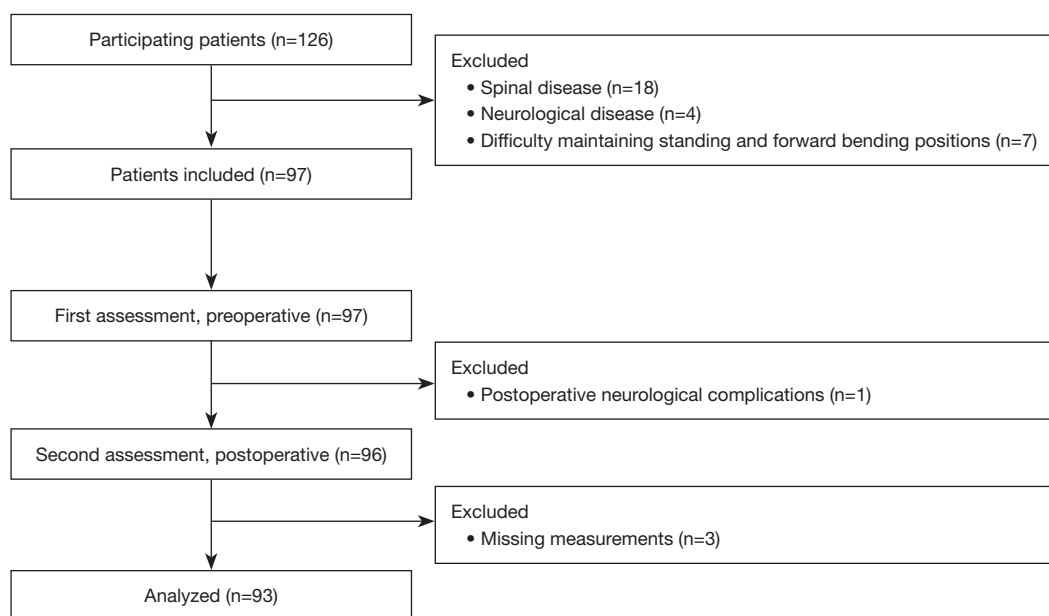 Participating patients (n=126)
Excluded
• Spinal disease (n=18)
• Neurological disease (n=4)
• Difficulty maintaining standing and forward bending positions (n=7)
Patients included (n=97)
First assessment, preoperative (n=97)
Excluded
• Postoperative neurological complications (n=1)
Second assessment, postoperative (n=96)
Excluded
• Missing measurements (n=3)
Analyzed (n=93)